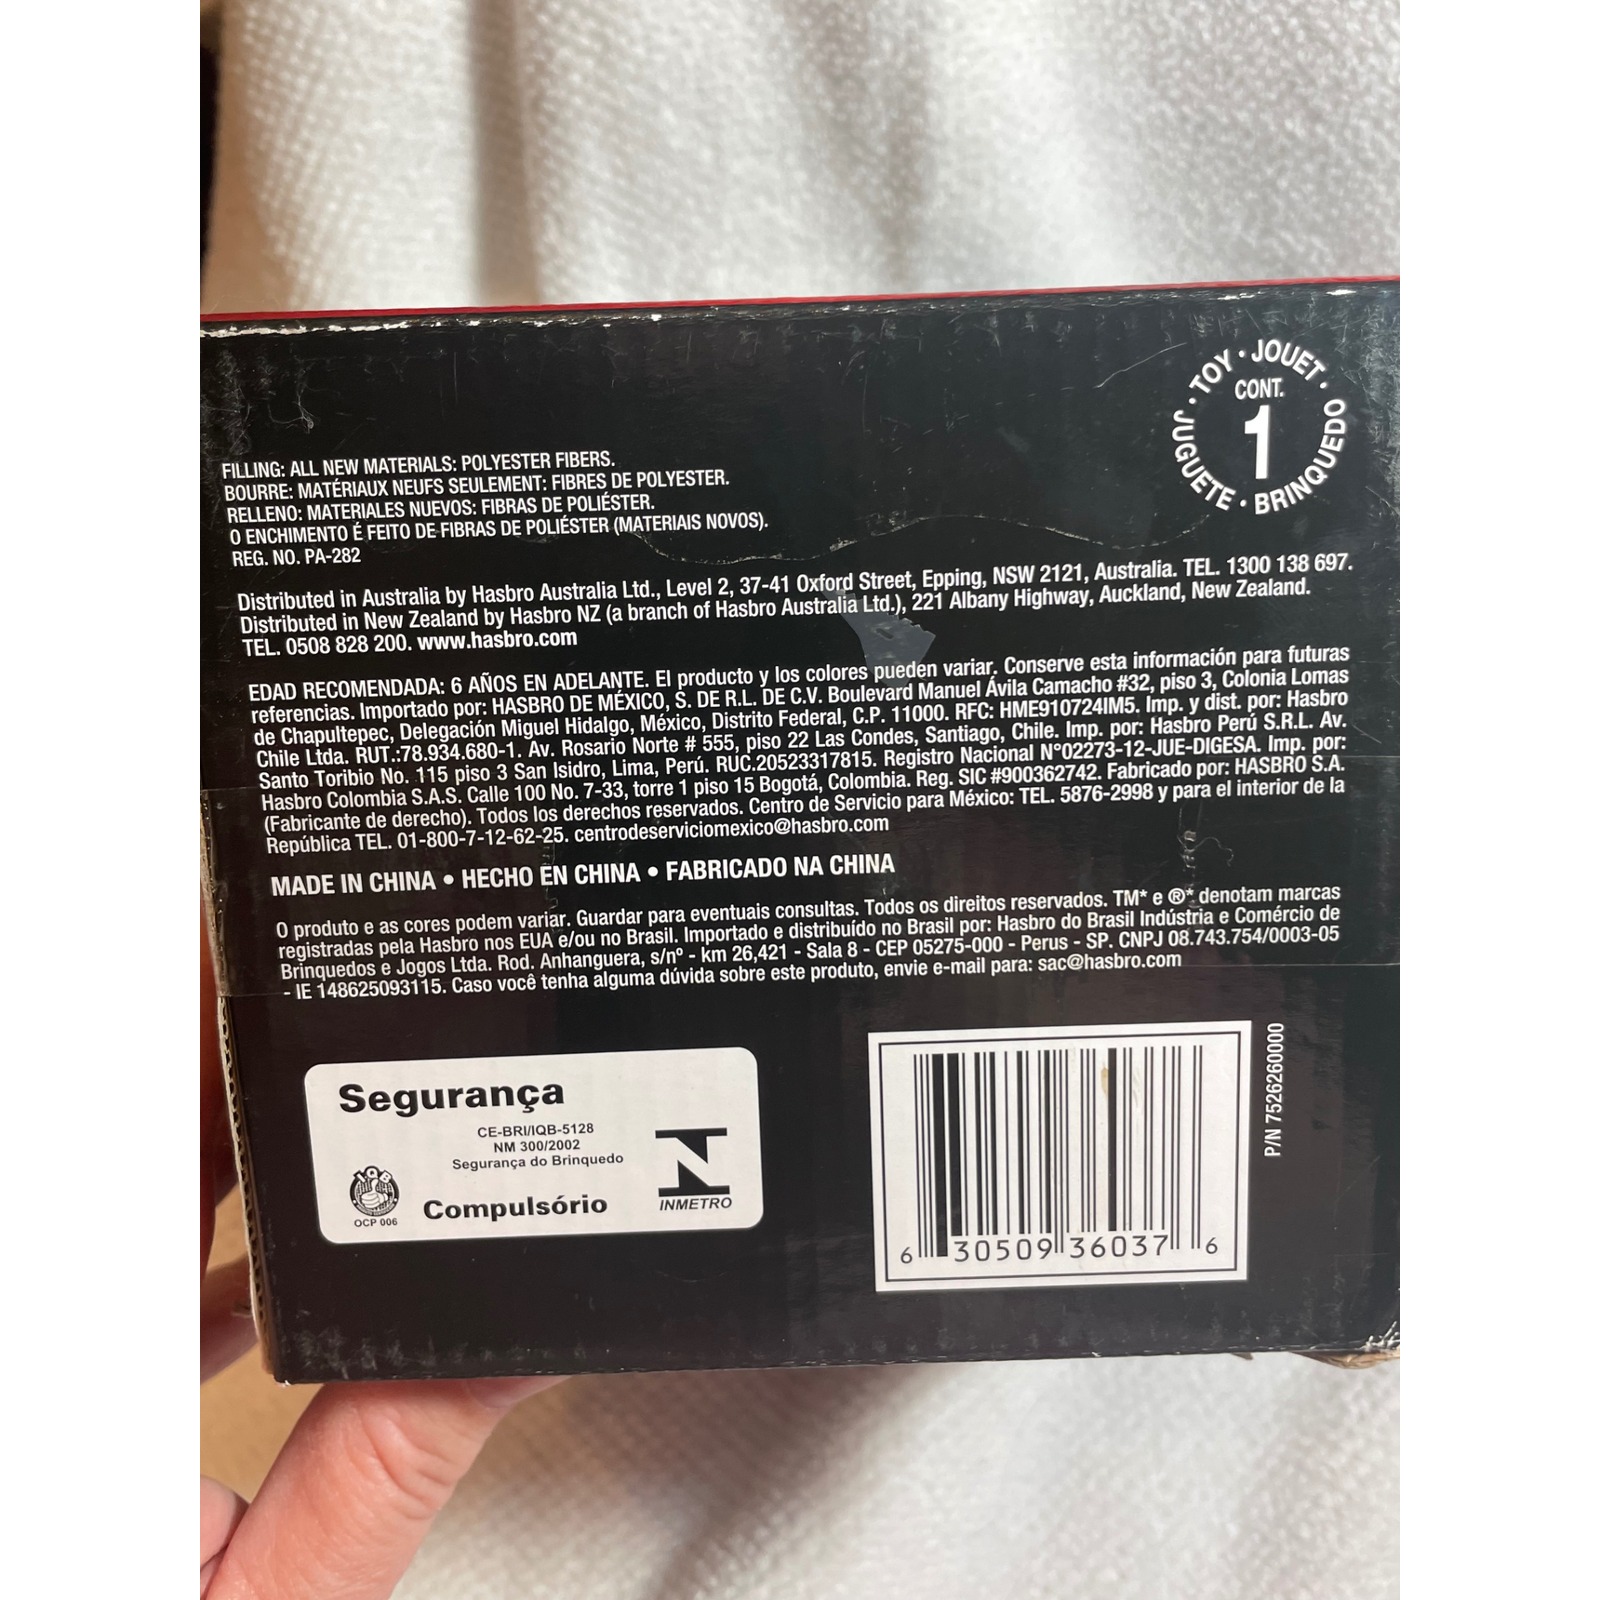 TOY • JOUET • BRINQUEDO • JUGUETE •
CONT.
1
FILLING: ALL NEW MATERIALS: POLYESTER FIBERS.
BOURRE: MATÉRIAUX NEUFS SEULEMENT: FIBRES DE POLYESTER.
RELLENO: MATERIALES NUEVOS: FIBRAS DE POLIÉSTER.
O ENCHIMENTO É FEITO DE FIBRAS DE POLIÉSTER (MATERIAIS NOVOS).
REG. NO. PA-282
Distributed in Australia by Hasbro Australia Ltd., Level 2, 37-41 Oxford Street, Epping, NSW 2121, Australia. TEL. 1300 138 697.
Distributed in New Zealand by Hasbro NZ (a branch of Hasbro Australia Ltd.), 221 Albany Highway, Auckland, New Zealand.
TEL. 0508 828 200. www.hasbro.com
EDAD RECOMENDADA: 6 AÑOS EN ADELANTE. El producto y los colores pueden variar. Conserve esta información para futuras
referencias. Importado por: HASBRO DE MÉXICO, S. DE R.L. DE C.V. Boulevard Manuel Ávila Camacho #32, piso 3, Colonia Lomas
de Chapultepec, Delegación Miguel Hidalgo, México, Distrito Federal, C.P. 11000. RFC: HME910724IM5. Imp. y dist. por: Hasbro
Chile Ltda. RUT.:78.934.680-1. Av. Rosario Norte # 555, piso 22 Las Condes, Santiago, Chile. Imp. por: Hasbro Perú S.R.L. Av.
Santo Toribio No. 115 piso 3 San Isidro, Lima, Perú. RUC.20523317815. Registro Nacional N°02273-12-JUE-DIGESA. Imp. por:
Hasbro Colombia S.A.S. Calle 100 No. 7-33, torre 1 piso 15 Bogotá, Colombia. Reg. SIC #900362742. Fabricado por: HASBRO S.A.
(Fabricante de derecho). Todos los derechos reservados. Centro de Servicio para México: TEL. 5876-2998 y para el interior de la
República TEL. 01-800-7-12-62-25. centrodeserviciomexico@hasbro.com
MADE IN CHINA • HECHO EN CHINA • FABRICADO NA CHINA
O produto e as cores podem variar. Guardar para eventuais consultas. Todos os direitos reservados. TM* e ®* denotam marcas
registradas pela Hasbro nos EUA e/ou no Brasil. Importado e distribuído no Brasil por: Hasbro do Brasil Indústria e Comércio de
Brinquedos e Jogos Ltda. Rod. Anhanguera, s/nº - km 26,421 - Sala 8 - CEP 05275-000 - Perus - SP. CNPJ 08.743.754/0003-05
- IE 148625093115. Caso você tenha alguma dúvida sobre este produto, envie e-mail para: sac@hasbro.com
Segurança
CE-BRI/IQB-5128
NM 300/2002
Segurança do Brinquedo
IQB
OCP 006
Compulsório
INMETRO
6 30509 36037 6
P/N 7526260000